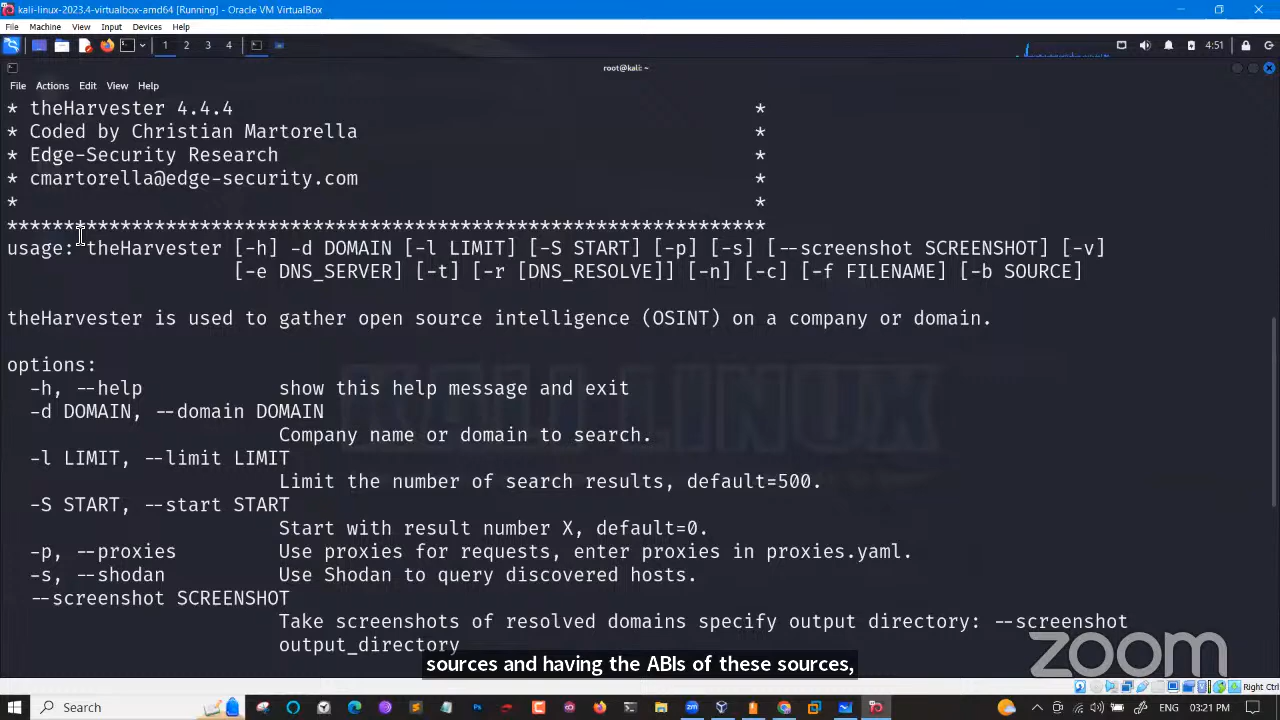 kali-linux-2023.4-virtualbox-amd64 [Running] - Oracle VM VirtualBox
File Machine View Input Devices Help
1 2 3 4 4:51
root@kali: ~
File Actions Edit View Help
* theHarvester 4.4.4 *
* Coded by Christian Martorella *
* Edge-Security Research *
* cmartorella@edge-security.com *
* *
*******************************************************************
usage: theHarvester [-h] -d DOMAIN [-l LIMIT] [-S START] [-p] [-s] [--screenshot SCREENSHOT] [-v]
[-e DNS_SERVER] [-t] [-r [DNS_RESOLVE]] [-n] [-c] [-f FILENAME] [-b SOURCE]
theHarvester is used to gather open source intelligence (OSINT) on a company or domain.
options:
-h, --help show this help message and exit
-d DOMAIN, --domain DOMAIN
Company name or domain to search.
-l LIMIT, --limit LIMIT
Limit the number of search results, default=500.
-S START, --start START
Start with result number X, default=0.
-p, --proxies Use proxies for requests, enter proxies in proxies.yaml.
-s, --shodan Use Shodan to query discovered hosts.
--screenshot SCREENSHOT
Take screenshots of resolved domains specify output directory: --screenshot
output_directory
KALI LINUX
sources and having the ABIs of these sources,
zoom
Right Ctrl
Search
ENG 03:21 PM